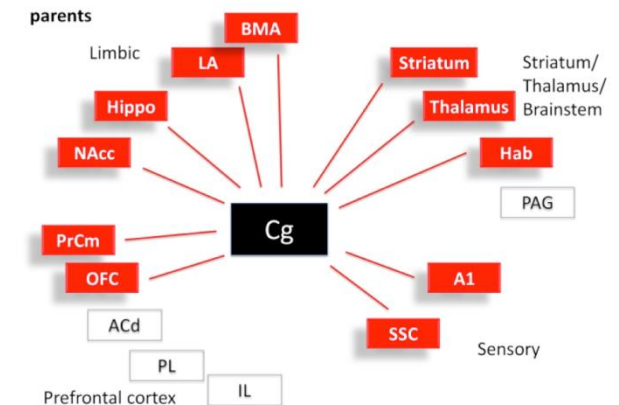 parents
BMA
Limbic
LA
Striatum
Striatum/
Thalamus/
Brainstem
Hippo
Thalamus
NAcc
Hab
PAG
Cg
PrCm
OFC
A1
ACd
SSC
Sensory
PL
IL
Prefrontal cortex